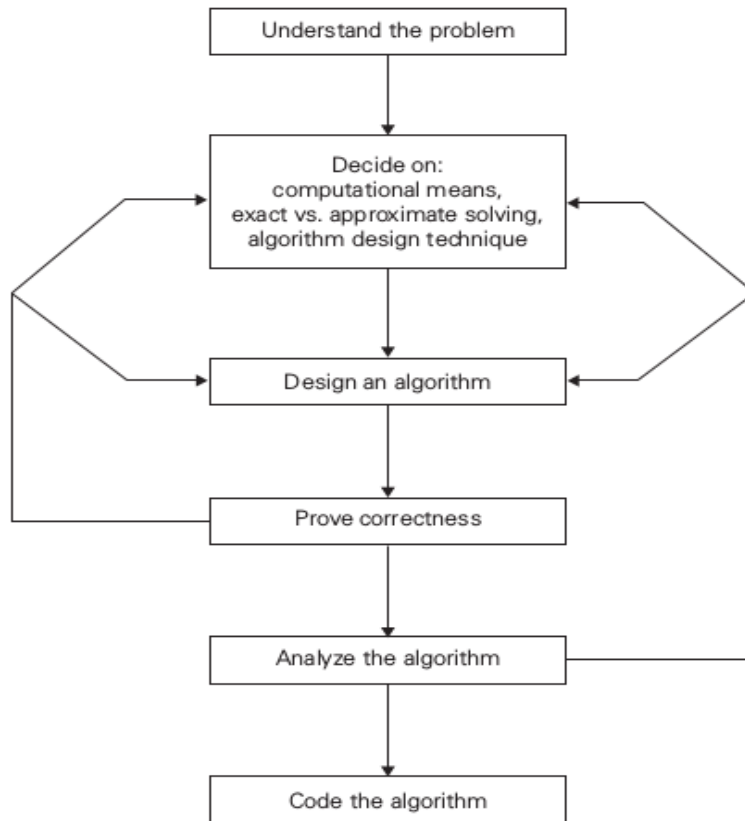 Understand the problem
Decide on:
computational means,
exact vs. approximate solving,
algorithm design technique
Design an algorithm
Prove correctness
Analyze the algorithm
Code the algorithm